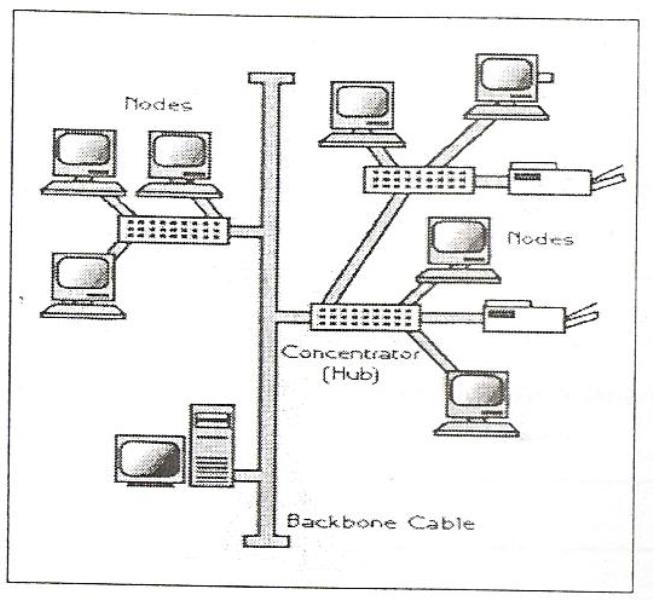 Nodes
Nodes
Concentrator
(Hub)
Backbone Cable